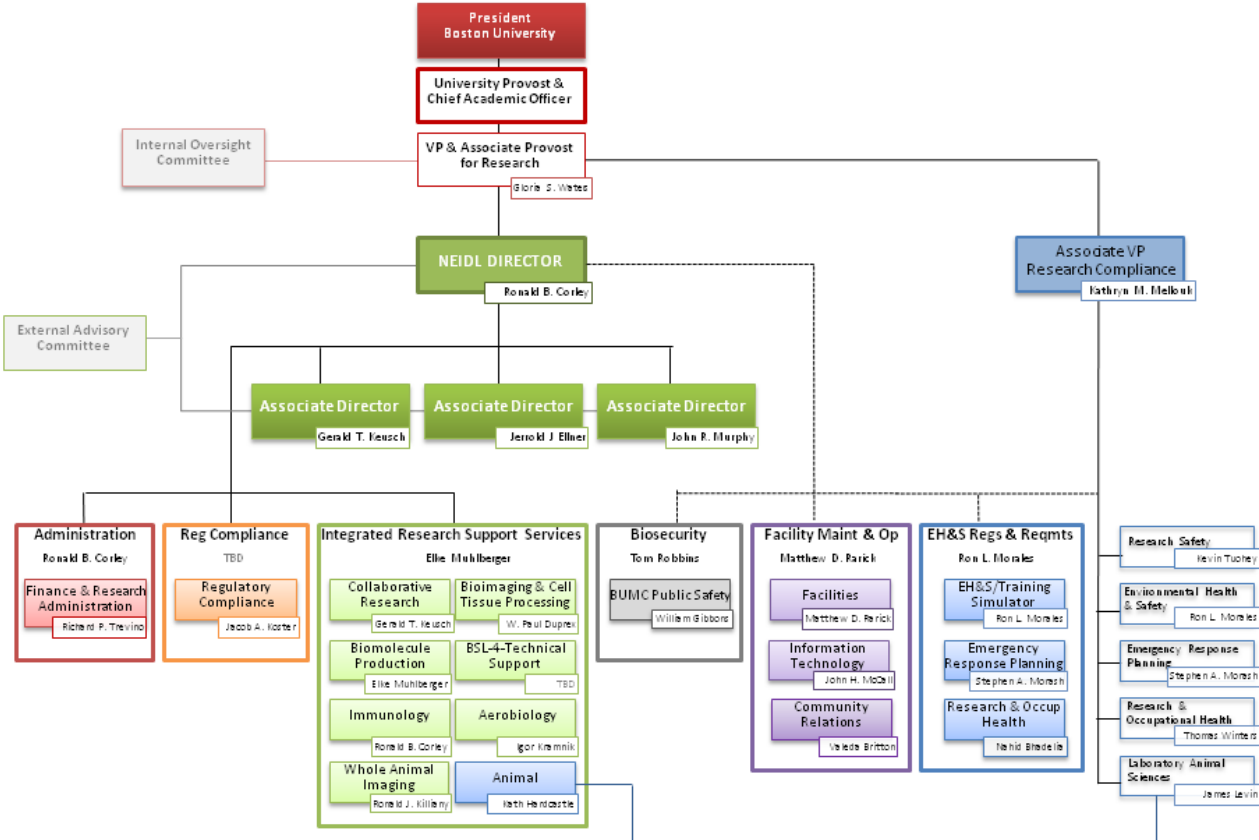 President
Boston University
University Provost &
Chief Academic Officer
Internal Oversight
Committee
VP & Associate Provost
for Research
Gloria S. Waters
NEIDL DIRECTOR
Ronald B. Corley
Associate VP
Research Compliance
Kathryn M. Mellouk
External Advisory
Committee
Associate Director
Gerald T. Keusch
Associate Director
Jerrold J Ellner
Associate Director
John R. Murphy
Administration
Ronald B. Corley
Finance & Research
Administration
Richard P. Trevino
Reg Compliance
TBD
Regulatory
Compliance
Jacob A. Koster
Integrated Research Support Services
Elke Muhlberger
Collaborative
Research
Gerald T. Keusch
Bioimaging & Cell
Tissue Processing
W. Paul Duprex
Biomolecule
Production
Elke Muhlberger
BSL-4-Technical
Support
TBD
Immunology
Ronald B. Corley
Aerobiology
Igor Kramnik
Whole Animal
Imaging
Ronald J. Killiany
Animal
Kath Hardcastle
Biosecurity
Tom Robbins
BUMC Public Safety
William Gibbons
Facility Maint & Op
Matthew D. Rarick
Facilities
Matthew D. Rarick
Information
Technology
John H. McCall
Community
Relations
Valeda Britton
EH&S Regs & Reqmts
Ron L. Morales
EH&S/Training
Simulator
Ron L. Morales
Emergency
Response Planning
Stephen A. Morash
Research & Occup
Health
Nahid Bhadelia
Research Safety
Kevin Tuohey
Environmental Health
& Safety
Ron L. Morales
Emergency Response
Planning
Stephen A. Morash
Research &
Occupational Health
Thomas Winters
Laboratory Animal
Sciences
James Levin